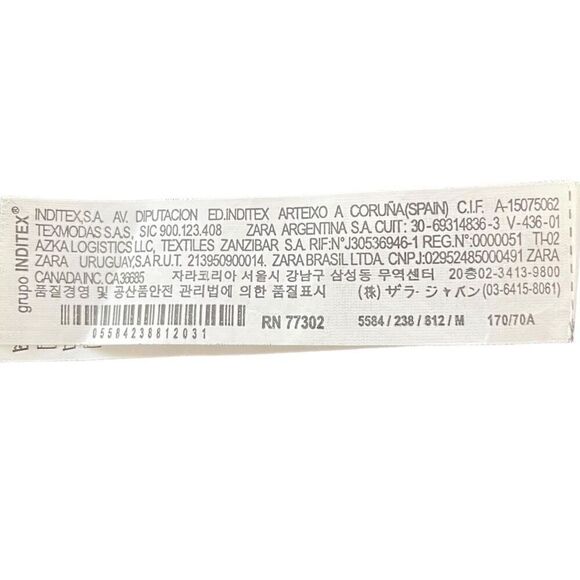 grupo INDITEX®
INDITEX,S.A. AV. DIPUTACION ED.INDITEX ARTEIXO A CORUÑA(SPAIN) C.I.F. A-15075062
TEXMODAS S.A.S, SIC 900.123.408 ZARA ARGENTINA S.A. CUIT: 30-69314836-3 V-436-01
AZKA LOGISTICS LLC, TEXTILES ZANZIBAR S.A. RIF:N°J30536946-1 REG.N°:0000051 TI-02
ZARA URUGUAY,S.A R.U.T. 213950900014. ZARA BRASIL LTDA. CNPJ:02952485000491 ZARA
CANADA INC. CA 36685 자라코리아 서울시 강남구 삼성동 무역센터 20층 02-3413-9800
품질경영 및 공산품안전 관리법에 의한 품질표시 (株) ザラ・ジャパン (03-6415-8061)
05584238812031 RN 77302 5584 / 238 / 812 / M 170/70A